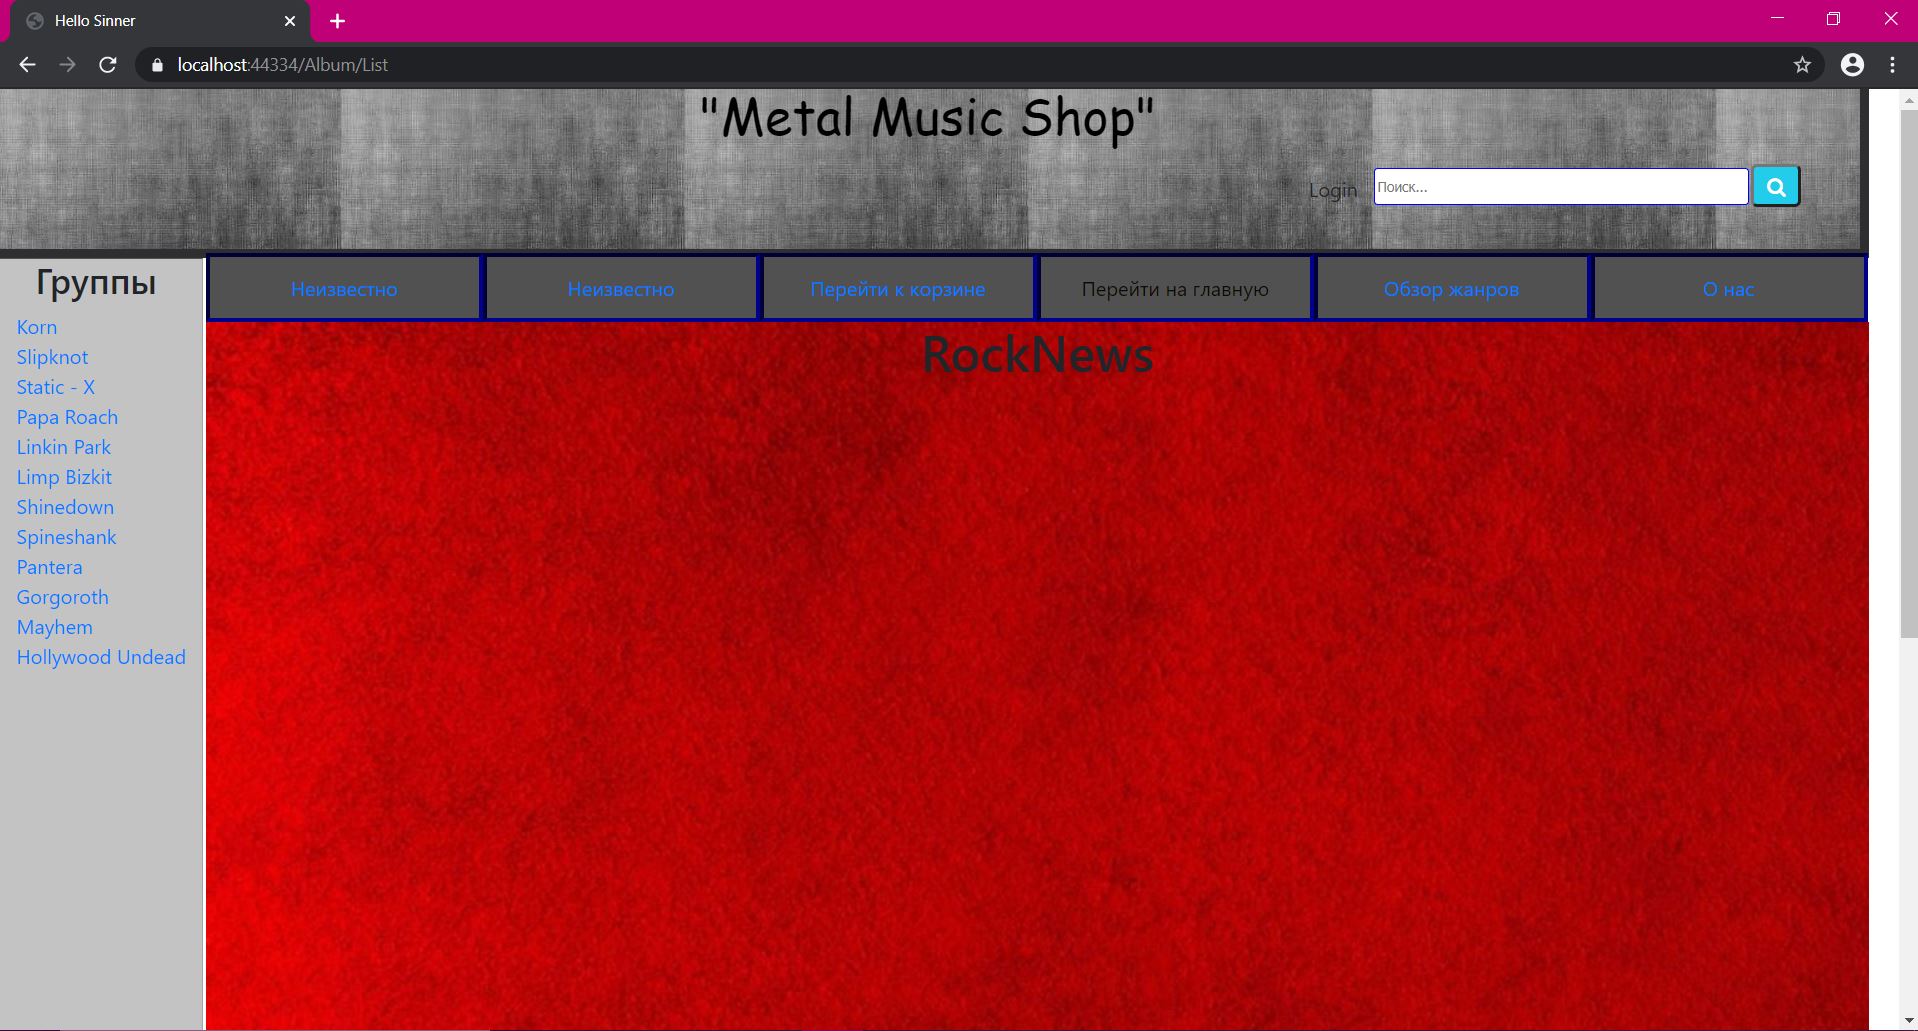 Hello Sinner
localhost:44334/Album/List
"Metal Music Shop"
Login Поиск...
Группы
Неизвестно Неизвестно Перейти к корзине Перейти на главную Обзор жанров О нас
RockNews
Korn
Slipknot
Static - X
Papa Roach
Linkin Park
Limp Bizkit
Shinedown
Spineshank
Pantera
Gorgoroth
Mayhem
Hollywood Undead